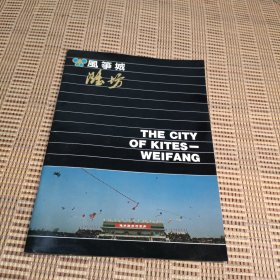 風箏城
潍坊
THE CITY
OF KITES—
WEIFANG